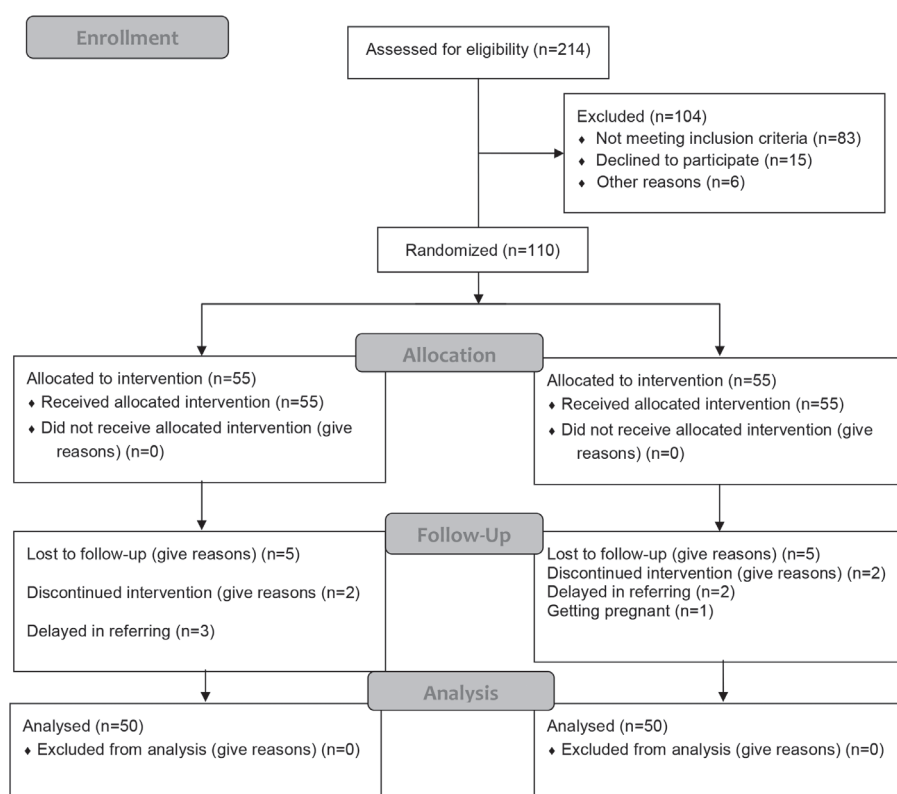 Enrollment
Assessed for eligibility (n=214)
Excluded (n=104)
♦ Not meeting inclusion criteria (n=83)
♦ Declined to participate (n=15)
♦ Other reasons (n=6)
Randomized (n=110)
Allocation
Allocated to intervention (n=55)
♦ Received allocated intervention (n=55)
♦ Did not receive allocated intervention (give
reasons) (n=0)
Allocated to intervention (n=55)
♦ Received allocated intervention (n=55)
♦ Did not receive allocated intervention (give
reasons) (n=0)
Follow-Up
Lost to follow-up (give reasons) (n=5)
Discontinued intervention (give reasons (n=2)
Delayed in referring (n=3)
Lost to follow-up (give reasons) (n=5)
Discontinued intervention (give reasons) (n=2)
Delayed in referring (n=2)
Getting pregnant (n=1)
Analysis
Analysed (n=50)
♦ Excluded from analysis (give reasons) (n=0)
Analysed (n=50)
♦ Excluded from analysis (give reasons) (n=0)